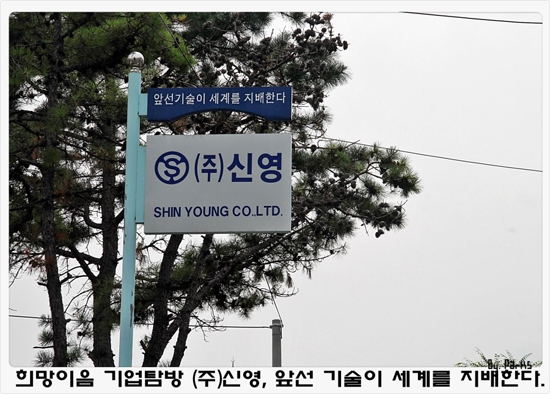 앞선기술이 세계를 지배한다
(주)신영
SHIN YOUNG CO.,LTD.
By. Parks
희망이음 기업탐방 (주)신영, 앞선 기술이 세계를 지배한다.